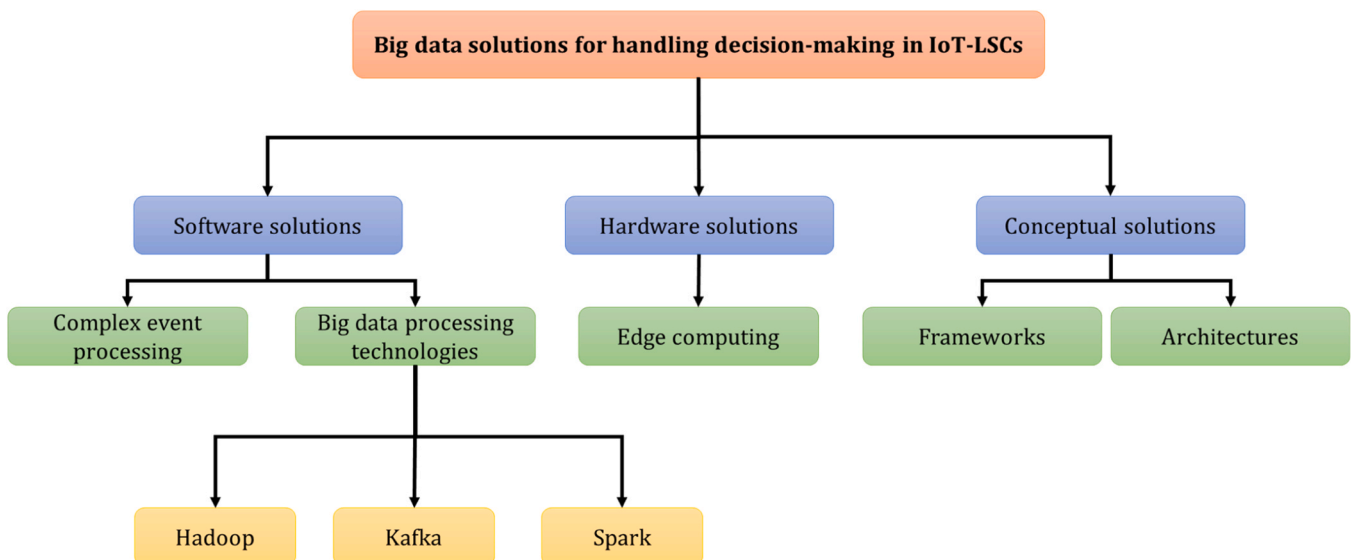 Big data solutions for handling decision-making in IoT-LSCs
Software solutions
Hardware solutions
Conceptual solutions
Complex event
processing
Big data processing
technologies
Edge computing
Frameworks
Architectures
Hadoop
Kafka
Spark